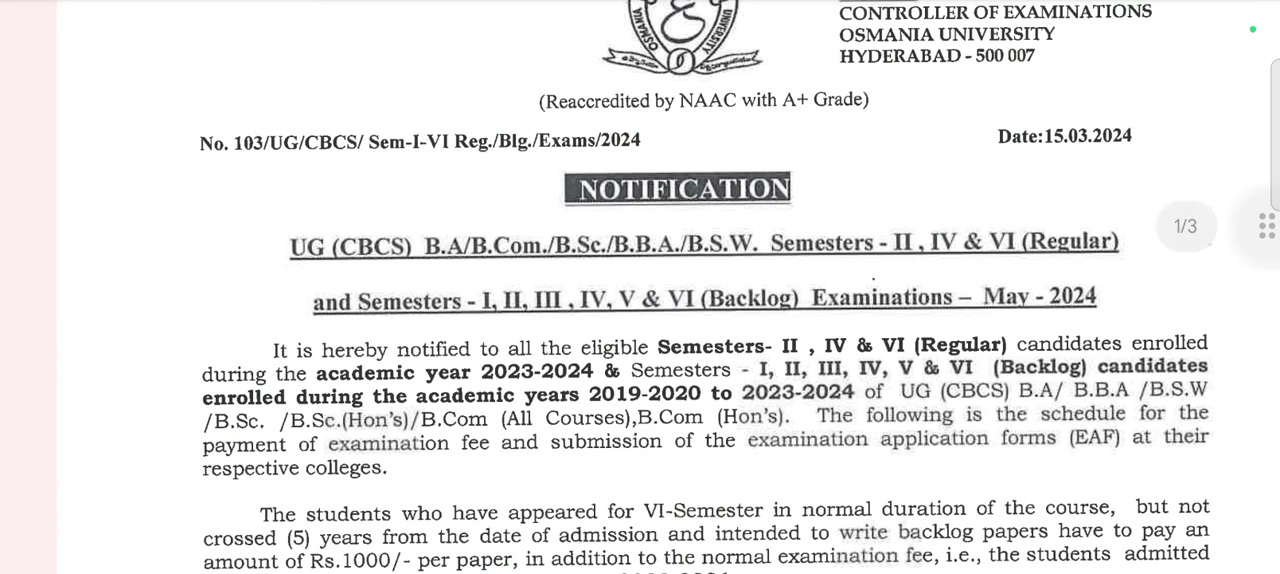 OSMANIA UNIVERSITY
CONTROLLER OF EXAMINATIONS
OSMANIA UNIVERSITY
HYDERABAD - 500 007
(Reaccredited by NAAC with A+ Grade)
No. 103/UG/CBCS/ Sem-I-VI Reg./Blg./Exams/2024 Date:15.03.2024
NOTIFICATION
1/3
UG (CBCS) B.A/B.Com./B.Sc./B.B.A./B.S.W. Semesters - II , IV & VI (Regular)
and Semesters - I, II, III , IV, V & VI (Backlog) Examinations – May - 2024
It is hereby notified to all the eligible Semesters- II , IV & VI (Regular) candidates enrolled
during the academic year 2023-2024 & Semesters - I, II, III, IV, V & VI (Backlog) candidates
enrolled during the academic years 2019-2020 to 2023-2024 of UG (CBCS) B.A/ B.B.A /B.S.W
/B.Sc. /B.Sc.(Hon's)/B.Com (All Courses),B.Com (Hon's). The following is the schedule for the
payment of examination fee and submission of the examination application forms (EAF) at their
respective colleges.
The students who have appeared for VI-Semester in normal duration of the course, but not
crossed (5) years from the date of admission and intended to write backlog papers have to pay an
amount of Rs.1000/- per paper, in addition to the normal examination fee, i.e., the students admitted